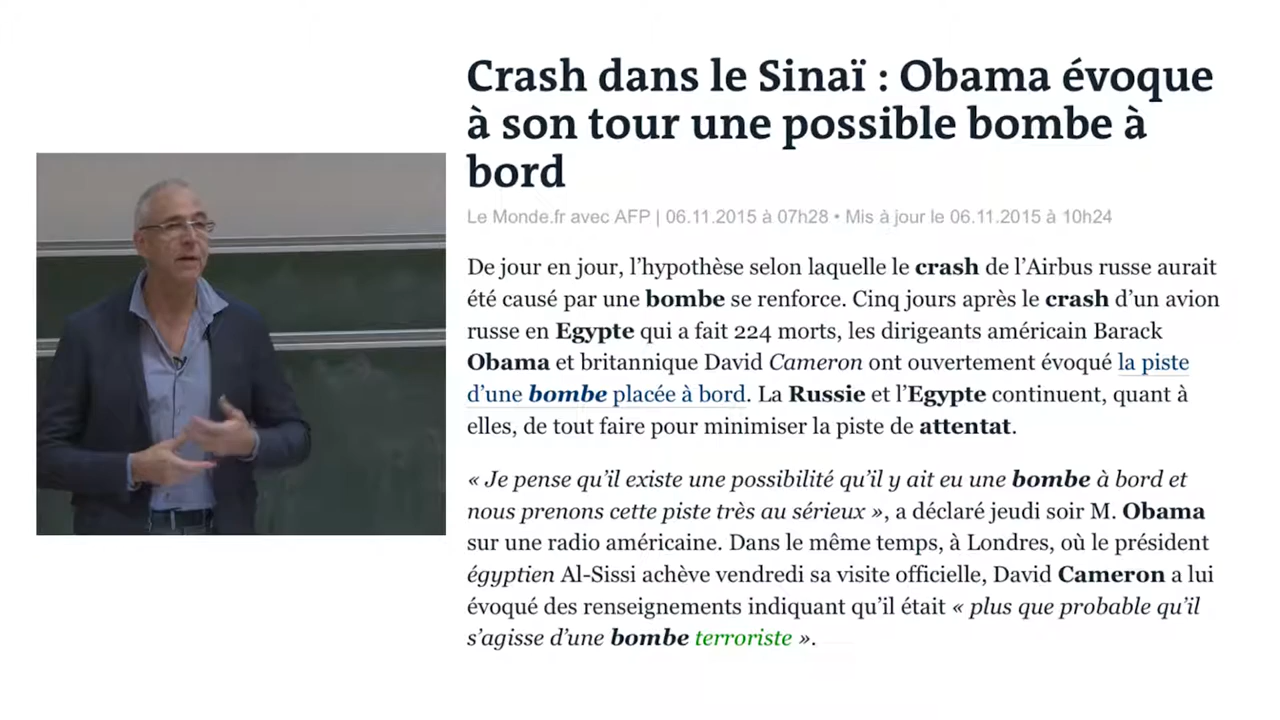 Crash dans le Sinaï : Obama évoque
à son tour une possible bombe à
bord
Le Monde.fr avec AFP | 06.11.2015 à 07h28 • Mis à jour le 06.11.2015 à 10h24
De jour en jour, l’hypothèse selon laquelle le crash de l’Airbus russe aurait
été causé par une bombe se renforce. Cinq jours après le crash d’un avion
russe en Egypte qui a fait 224 morts, les dirigeants américain Barack
Obama et britannique David Cameron ont ouvertement évoqué la piste
d’une bombe placée à bord. La Russie et l’Egypte continuent, quant à
elles, de tout faire pour minimiser la piste de attentat.
« Je pense qu’il existe une possibilité qu’il y ait eu une bombe à bord et
nous prenons cette piste très au sérieux », a déclaré jeudi soir M. Obama
sur une radio américaine. Dans le même temps, à Londres, où le président
égyptien Al-Sissi achève vendredi sa visite officielle, David Cameron a lui
évoqué des renseignements indiquant qu’il était « plus que probable qu’il
s’agisse d’une bombe terroriste ».